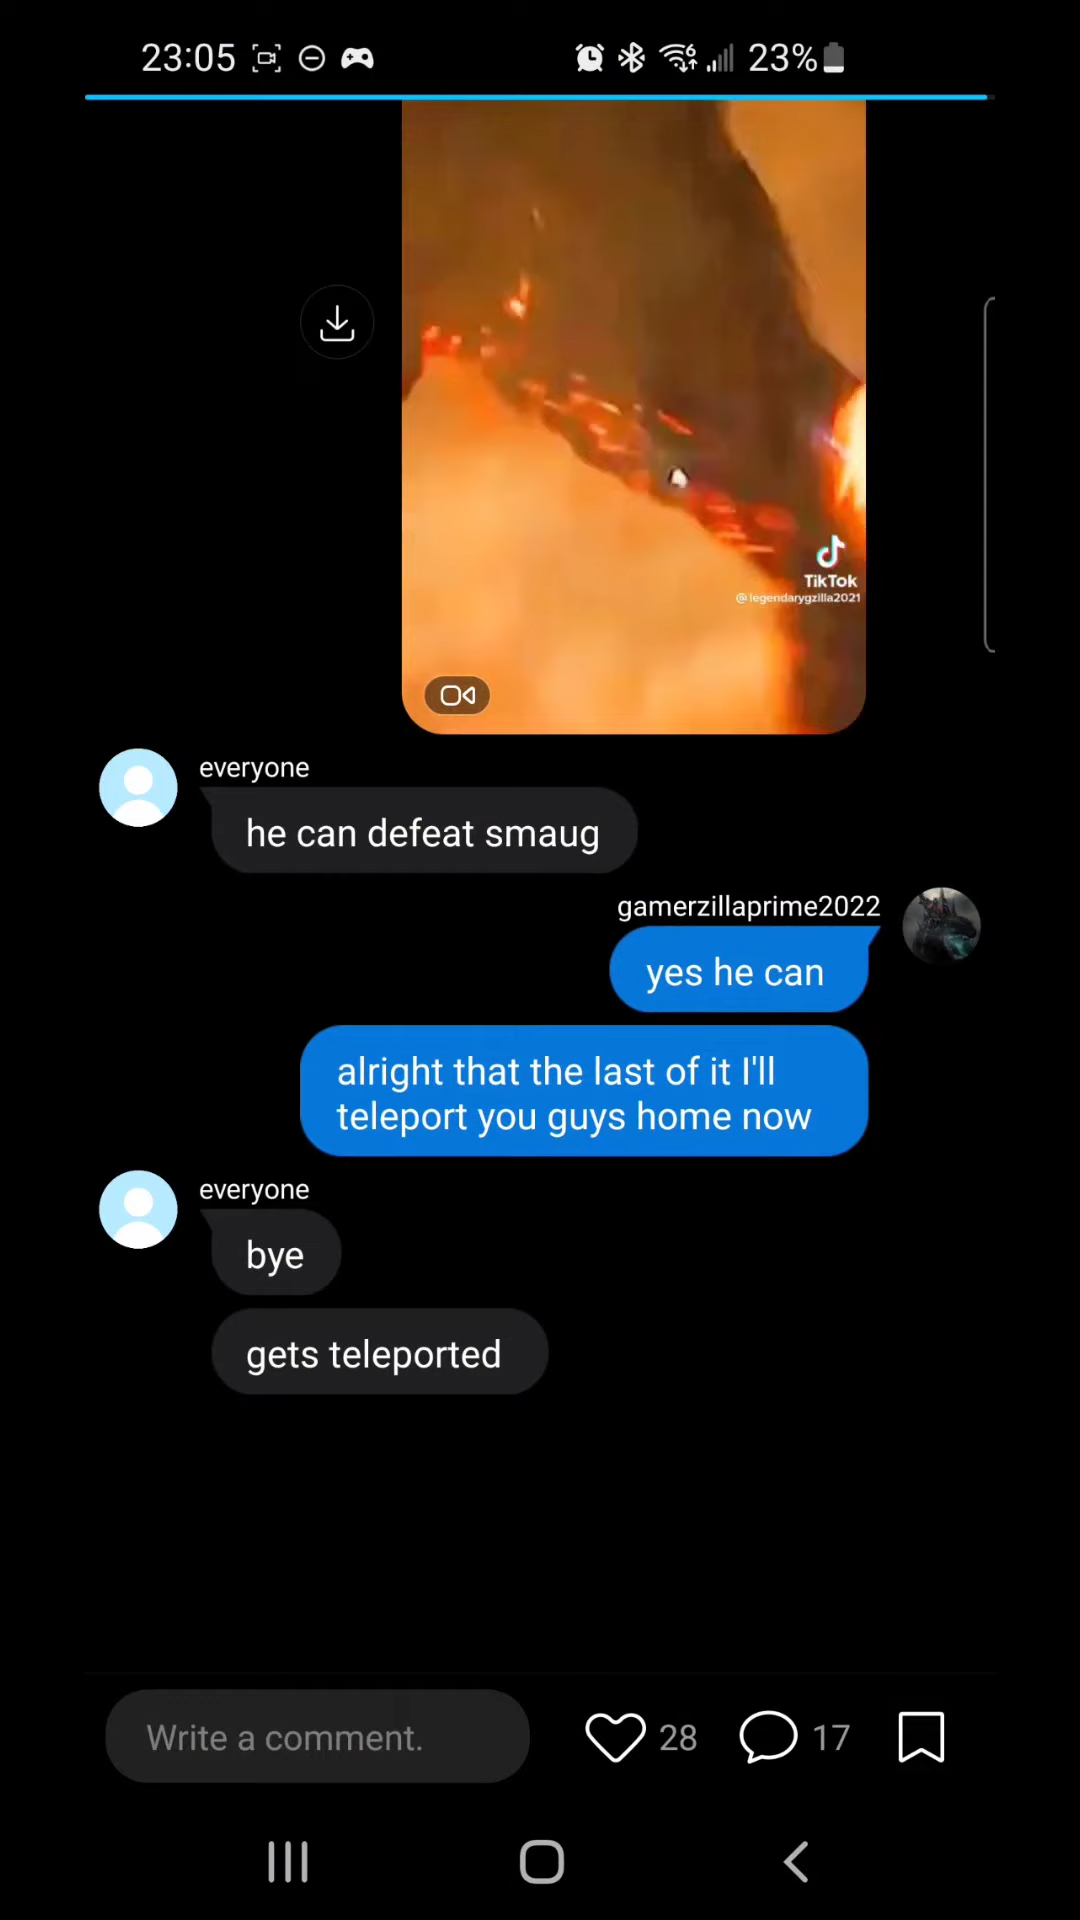 23:05
23%
TikTok
@legendarygzilla2021
everyone
he can defeat smaug
gamerzillaprime2022
yes he can
alright that the last of it I'll
teleport you guys home now
everyone
bye
gets teleported
Write a comment.
28
17